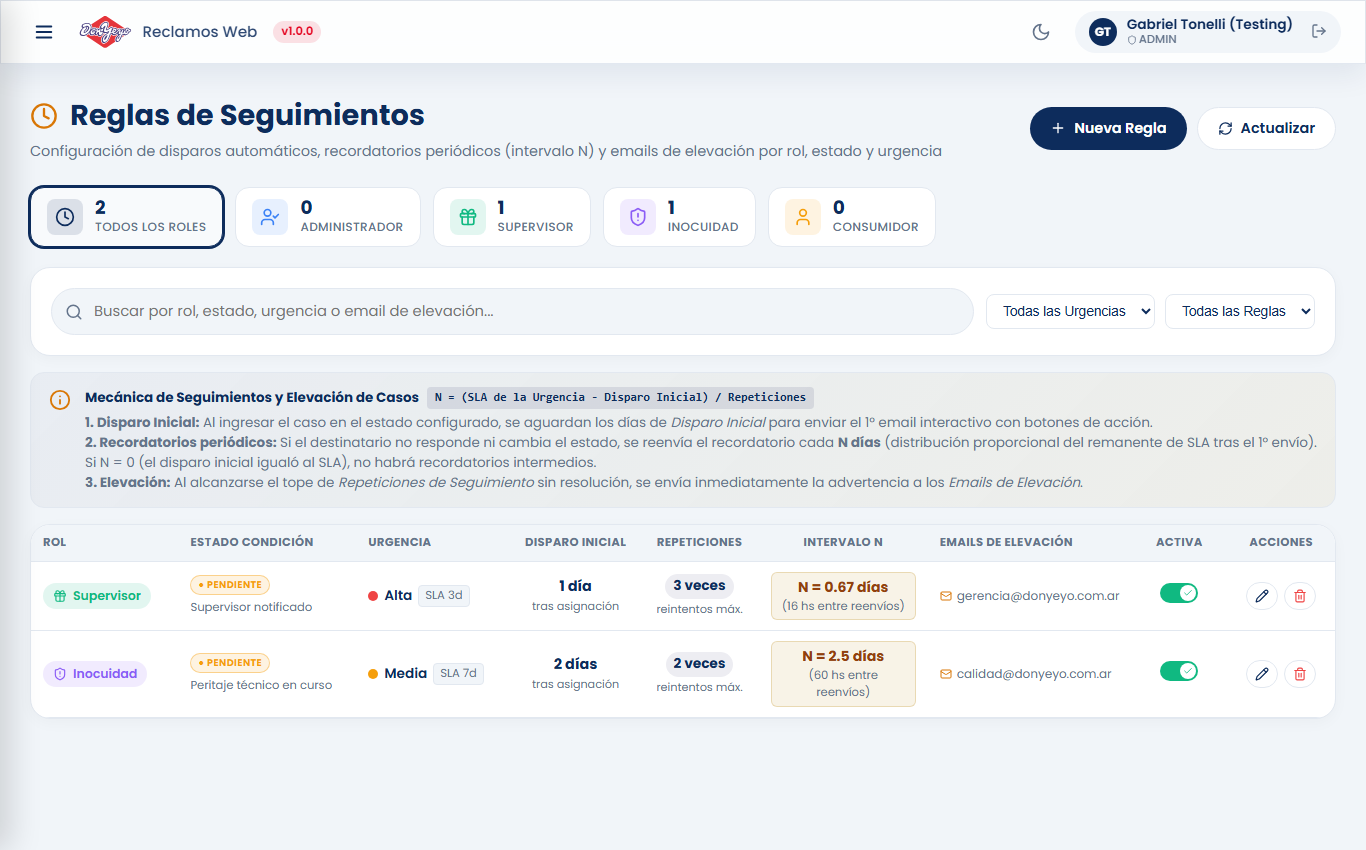 Don Yeyo
Reclamos Web
v1.0.0
GT
Gabriel Tonelli (Testing)
ADMIN
Reglas de Seguimientos
Configuración de disparos automáticos, recordatorios periódicos (intervalo N) y emails de elevación por rol, estado y urgencia
+ Nueva Regla
Actualizar
2
TODOS LOS ROLES
0
ADMINISTRADOR
1
SUPERVISOR
1
INOCUIDAD
0
CONSUMIDOR
Buscar por rol, estado, urgencia o email de elevación...
Todas las Urgencias
Todas las Reglas
Mecánica de Seguimientos y Elevación de Casos N = (SLA de la Urgencia - Disparo Inicial) / Repeticiones
1. Disparo Inicial: Al ingresar el caso en el estado configurado, se aguardan los días de Disparo Inicial para enviar el 1º email interactivo con botones de acción.
2. Recordatorios periódicos: Si el destinatario no responde ni cambia el estado, se reenvía el recordatorio cada N días (distribución proporcional del remanente de SLA tras el 1º envío).
Si N = 0 (el disparo inicial igualó al SLA), no habrá recordatorios intermedios.
3. Elevación: Al alcanzarse el tope de Repeticiones de Seguimiento sin resolución, se envía inmediatamente la advertencia a los Emails de Elevación.
ROL ESTADO CONDICIÓN URGENCIA DISPARO INICIAL REPETICIONES INTERVALO N EMAILS DE ELEVACIÓN ACTIVA ACCIONES
Supervisor
PENDIENTE
Supervisor notificado
Alta SLA 3d
1 día
tras asignación
3 veces
reintentos máx.
N = 0.67 días
(16 hs entre reenvíos)
gerencia@donyeyo.com.ar
Inocuidad
PENDIENTE
Peritaje técnico en curso
Media SLA 7d
2 días
tras asignación
2 veces
reintentos máx.
N = 2.5 días
(60 hs entre
reenvíos)
calidad@donyeyo.com.ar